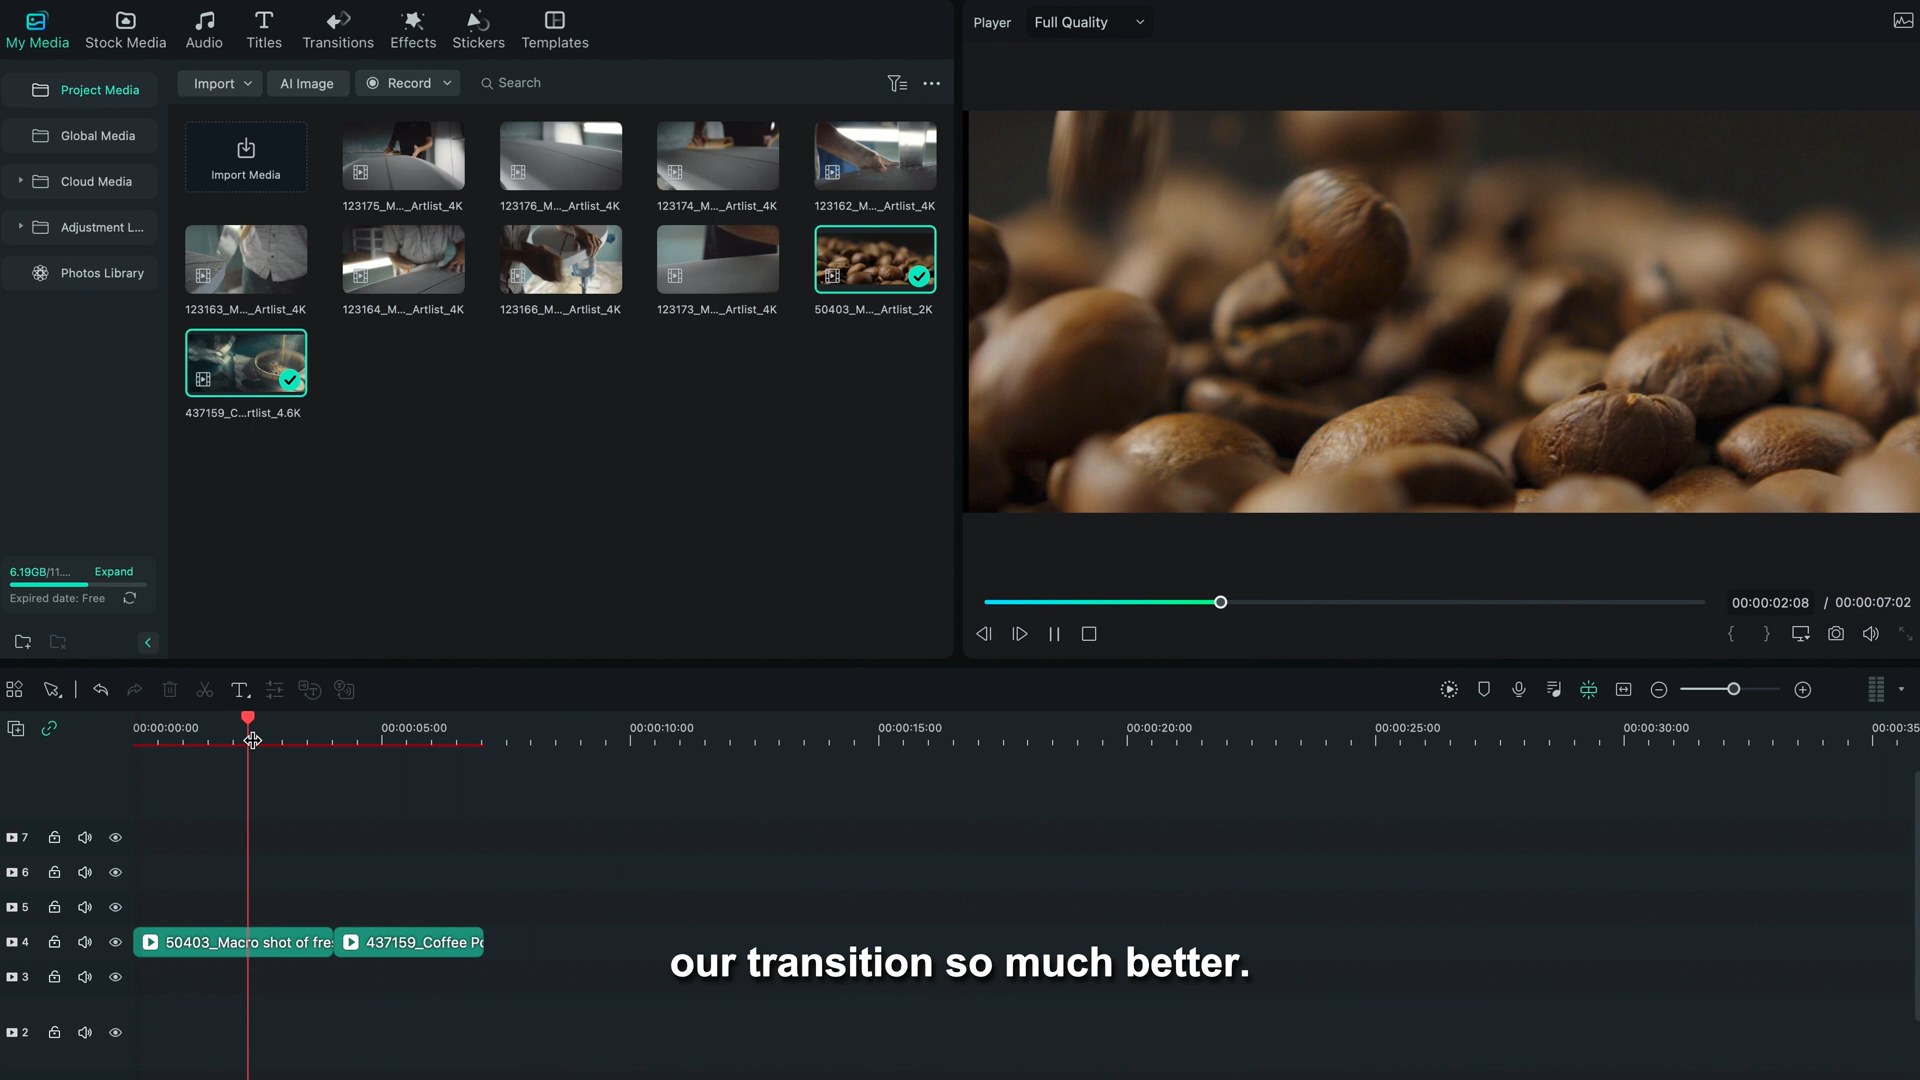 My Media Stock Media Audio Titles Transitions Effects Stickers Templates
Player Full Quality
Project Media
Global Media
Cloud Media
Adjustment L...
Photos Library
Import AI Image Record Search
Import Media
123175_M..._Artlist_4K 123176_M..._Artlist_4K 123174_M..._Artlist_4K 123162_M..._Artlist_4K
123163_M..._Artlist_4K 123164_M..._Artlist_4K 123166_M..._Artlist_4K 123173_M..._Artlist_4K 50403_M..._Artlist_2K
437159_C...rtlist_4.6K
6.19GB/11.... Expand
Expired date: Free
00:00:02:08 / 00:00:07:02
00:00:00:00 00:00:05:00 00:00:10:00 00:00:15:00 00:00:20:00 00:00:25:00 00:00:30:00 00:00:35
7
6
5
4 50403_Macro shot of fre 437159_Coffee Po
our transition so much better.
3
2